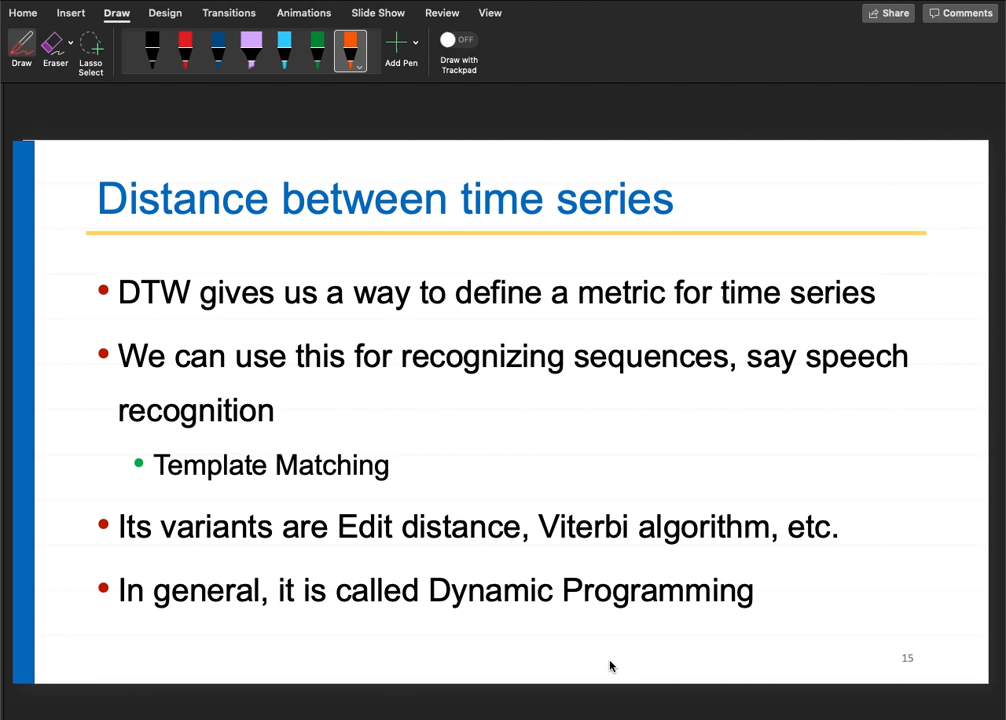 Home Insert Draw Design Transitions Animations Slide Show Review View Share Comments
OFF
Draw Eraser Lasso Select Add Pen Draw with Trackpad
Distance between time series
• DTW gives us a way to define a metric for time series
• We can use this for recognizing sequences, say speech
recognition
• Template Matching
• Its variants are Edit distance, Viterbi algorithm, etc.
• In general, it is called Dynamic Programming
15